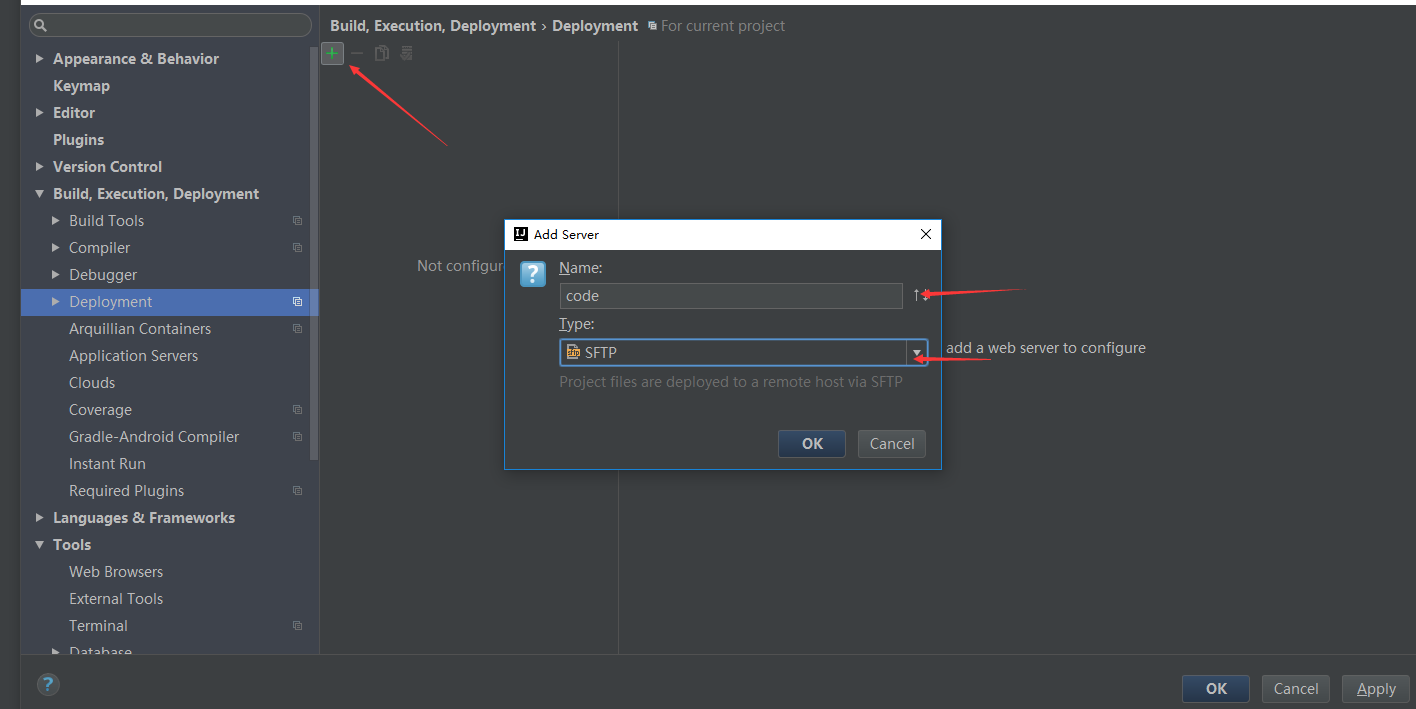 Build, Execution, Deployment › Deployment For current project
Appearance & Behavior
Keymap
Editor
Plugins
Version Control
Build, Execution, Deployment
Build Tools
Compiler
Debugger
Deployment
Arquillian Containers
Application Servers
Clouds
Coverage
Gradle-Android Compiler
Instant Run
Required Plugins
Languages & Frameworks
Tools
Web Browsers
External Tools
Terminal
Database
Not configur
add a web server to configure
Add Server
Name:
code
Type:
SFTP
Project files are deployed to a remote host via SFTP
OK Cancel
OK Cancel Apply